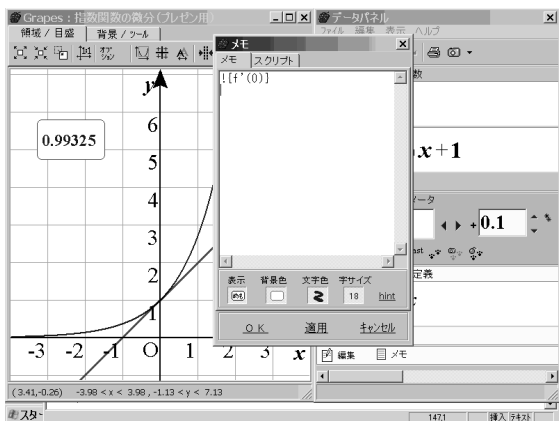 Grapes：指数関数の微分(プレゼン用)
領域 / 目盛
背景 / ツール
データパネル
ファイル 編集 表示 ヘルプ
メモ
メモ
スクリプト
![f'(0)]
y
0.99325
6
5
4
3
2
1
-3 -2 -1 O 1 2 3 x
x+1
+0.1
表示 背景色 文字色 字サイズ
18 hint
OK 適用 キャンセル
定義
編集 メモ
(3.41,-0.26) -3.98 < x < 3.98 , -1.13 < y < 7.13
スター
147,1 挿入 テキスト